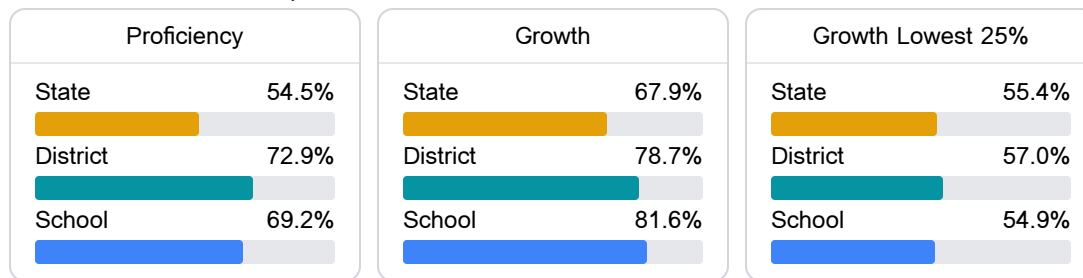 Proficiency
State 54.5%
District 72.9%
School 69.2%
Growth
State 67.9%
District 78.7%
School 81.6%
Growth Lowest 25%
State 55.4%
District 57.0%
School 54.9%